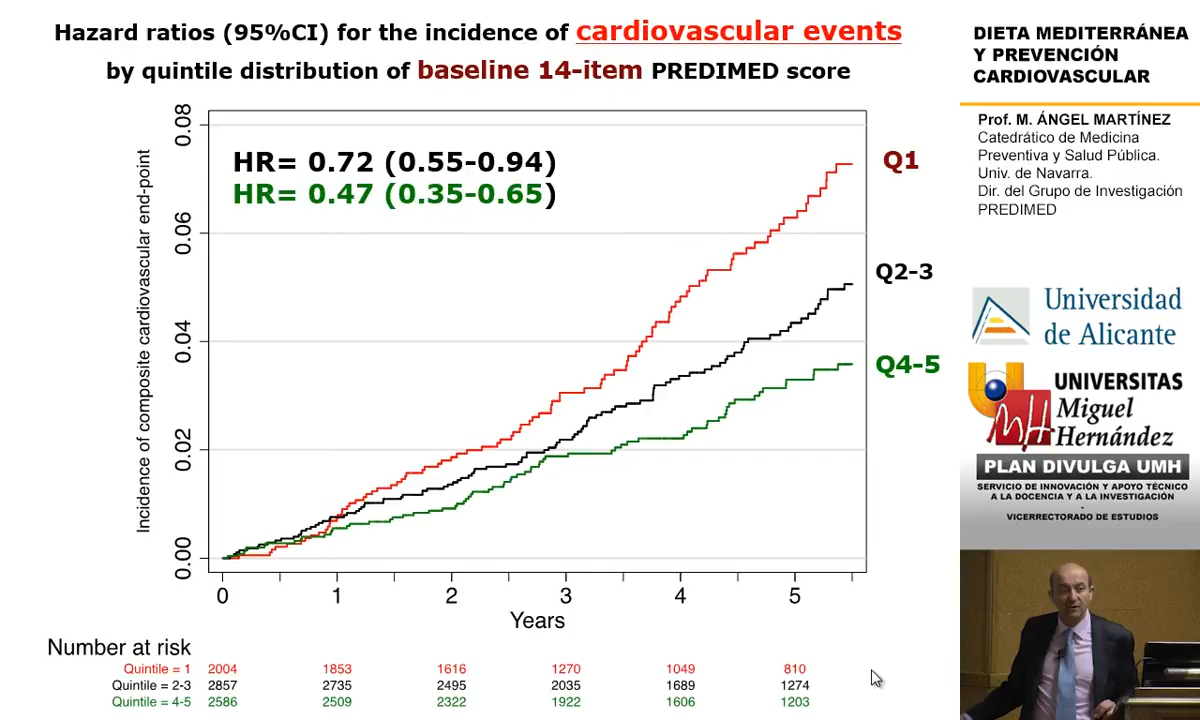 Hazard ratios (95%CI) for the incidence of cardiovascular events
by quintile distribution of baseline 14-item PREDIMED score
HR= 0.72 (0.55-0.94)
HR= 0.47 (0.35-0.65)
Q1
Q2-3
Q4-5
Incidence of composite cardiovascular end-point
0.08
0.06
0.04
0.02
0.00
0 1 2 3 4 5
Years
Number at risk
Quintile = 1 2004 1853 1616 1270 1049 810
Quintile = 2-3 2857 2735 2495 2035 1689 1274
Quintile = 4-5 2586 2509 2322 1922 1606 1203
DIETA MEDITERRÁNEA
Y PREVENCIÓN
CARDIOVASCULAR
Prof. M. ÁNGEL MARTÍNEZ
Catedrático de Medicina
Preventiva y Salud Pública.
Univ. de Navarra.
Dir. del Grupo de Investigación
PREDIMED
Universidad
de Alicante
UNIVERSITAS
Miguel
Hernández
PLAN DIVULGA UMH
SERVICIO DE INNOVACIÓN Y APOYO TÉCNICO
A LA DOCENCIA Y A LA INVESTIGACIÓN
-
VICERRECTORADO DE ESTUDIOS